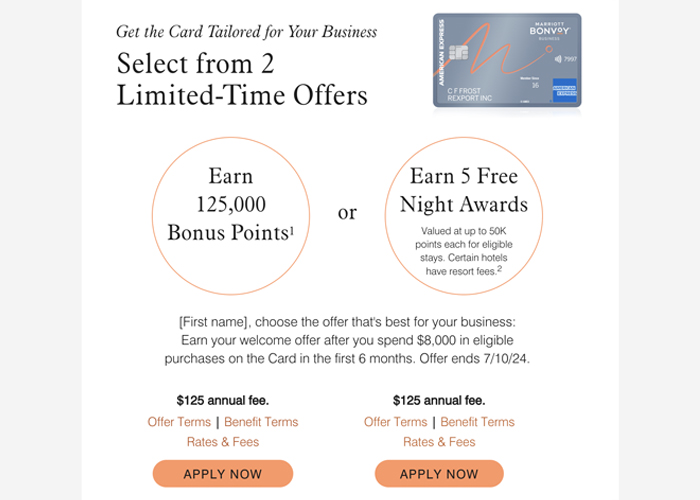 Get the Card Tailored for Your Business
Select from 2
Limited-Time Offers
AMERICAN EXPRESS
MARRIOTT
BONVOY
BUSINESS
7997
C F FROST
REXPORT INC
AMERICAN
EXPRESS
Earn
125,000
Bonus Points¹
or
Earn 5 Free
Night Awards
Valued at up to 50K
points each for eligible
stays. Certain hotels
have resort fees.²
[First name], choose the offer that's best for your business:
Earn your welcome offer after you spend $8,000 in eligible
purchases on the Card in the first 6 months. Offer ends 7/10/24.
$125 annual fee.
Offer Terms | Benefit Terms
Rates & Fees
APPLY NOW
$125 annual fee.
Offer Terms | Benefit Terms
Rates & Fees
APPLY NOW